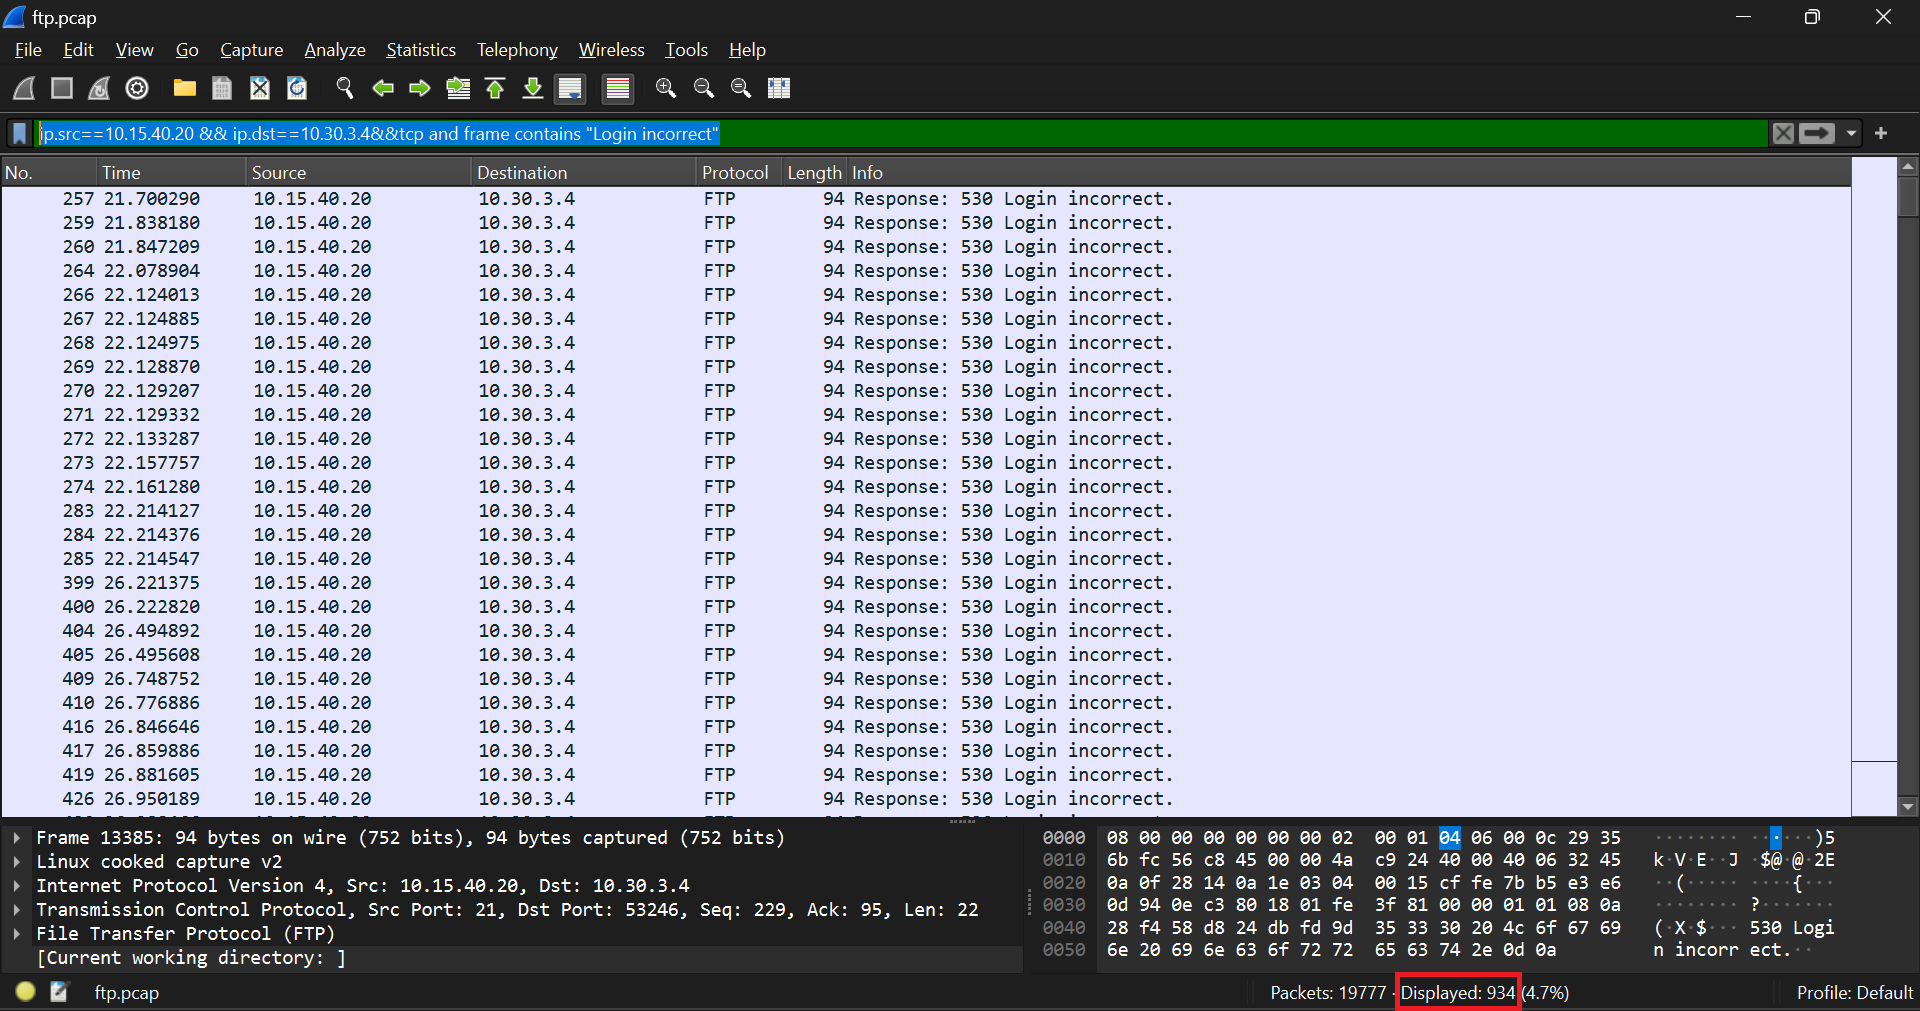 ftp.pcap
File Edit View Go Capture Analyze Statistics Telephony Wireless Tools Help
ip.src==10.15.40.20 && ip.dst==10.30.3.4&&tcp and frame contains "Login incorrect"
No. Time Source Destination Protocol Length Info
257 21.700290 10.15.40.20 10.30.3.4 FTP 94 Response: 530 Login incorrect.
259 21.838180 10.15.40.20 10.30.3.4 FTP 94 Response: 530 Login incorrect.
260 21.847209 10.15.40.20 10.30.3.4 FTP 94 Response: 530 Login incorrect.
264 22.078904 10.15.40.20 10.30.3.4 FTP 94 Response: 530 Login incorrect.
266 22.124013 10.15.40.20 10.30.3.4 FTP 94 Response: 530 Login incorrect.
267 22.124885 10.15.40.20 10.30.3.4 FTP 94 Response: 530 Login incorrect.
268 22.124975 10.15.40.20 10.30.3.4 FTP 94 Response: 530 Login incorrect.
269 22.128870 10.15.40.20 10.30.3.4 FTP 94 Response: 530 Login incorrect.
270 22.129207 10.15.40.20 10.30.3.4 FTP 94 Response: 530 Login incorrect.
271 22.129332 10.15.40.20 10.30.3.4 FTP 94 Response: 530 Login incorrect.
272 22.133287 10.15.40.20 10.30.3.4 FTP 94 Response: 530 Login incorrect.
273 22.157757 10.15.40.20 10.30.3.4 FTP 94 Response: 530 Login incorrect.
274 22.161280 10.15.40.20 10.30.3.4 FTP 94 Response: 530 Login incorrect.
283 22.214127 10.15.40.20 10.30.3.4 FTP 94 Response: 530 Login incorrect.
284 22.214376 10.15.40.20 10.30.3.4 FTP 94 Response: 530 Login incorrect.
285 22.214547 10.15.40.20 10.30.3.4 FTP 94 Response: 530 Login incorrect.
399 26.221375 10.15.40.20 10.30.3.4 FTP 94 Response: 530 Login incorrect.
400 26.222820 10.15.40.20 10.30.3.4 FTP 94 Response: 530 Login incorrect.
404 26.494892 10.15.40.20 10.30.3.4 FTP 94 Response: 530 Login incorrect.
405 26.495608 10.15.40.20 10.30.3.4 FTP 94 Response: 530 Login incorrect.
409 26.748752 10.15.40.20 10.30.3.4 FTP 94 Response: 530 Login incorrect.
410 26.776886 10.15.40.20 10.30.3.4 FTP 94 Response: 530 Login incorrect.
416 26.846646 10.15.40.20 10.30.3.4 FTP 94 Response: 530 Login incorrect.
417 26.859886 10.15.40.20 10.30.3.4 FTP 94 Response: 530 Login incorrect.
419 26.881605 10.15.40.20 10.30.3.4 FTP 94 Response: 530 Login incorrect.
426 26.950189 10.15.40.20 10.30.3.4 FTP 94 Response: 530 Login incorrect.
Frame 13385: 94 bytes on wire (752 bits), 94 bytes captured (752 bits)
Linux cooked capture v2
Internet Protocol Version 4, Src: 10.15.40.20, Dst: 10.30.3.4
Transmission Control Protocol, Src Port: 21, Dst Port: 53246, Seq: 229, Ack: 95, Len: 22
File Transfer Protocol (FTP)
[Current working directory: ]
0000 08 00 00 00 00 00 00 02 00 01 04 06 00 0c 29 35 ········ ·····)5
0010 6b fc 56 c8 45 00 00 4a c9 24 40 00 40 06 32 45 k·V·E··J ·$@·@·2E
0020 0a 0f 28 14 0a 1e 03 04 00 15 cf fe 7b b5 e3 e6 ··(····· ····{···
0030 0d 94 0e c3 80 18 01 fe 3f 81 00 00 01 01 08 0a ········ ?·······
0040 28 f4 58 d8 24 db fd 9d 35 33 30 20 4c 6f 67 69 (·X·$··· 530 Logi
0050 6e 20 69 6e 63 6f 72 72 65 63 74 2e 0d 0a n incorr ect.··
ftp.pcap
Packets: 19777 · Displayed: 934 (4.7%)
Profile: Default